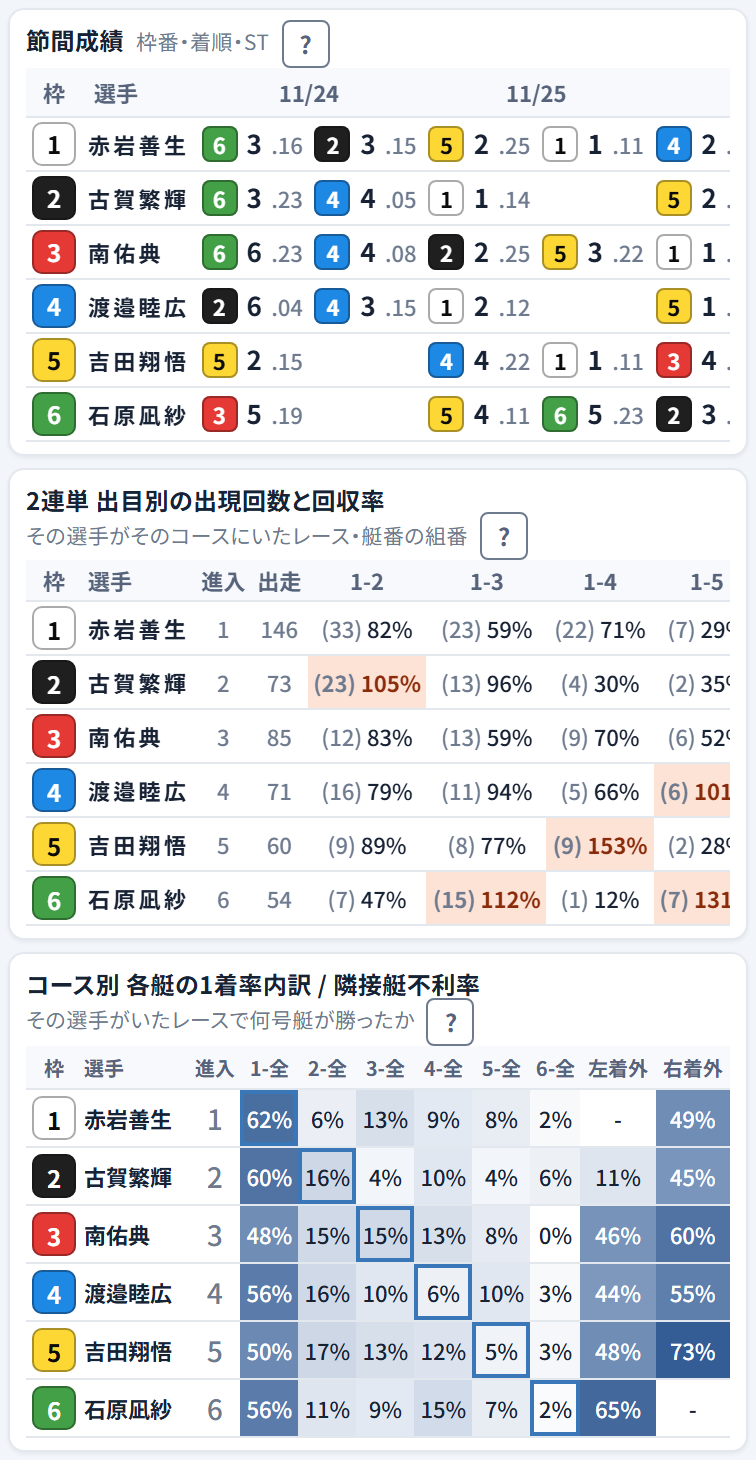 節間成績 枠番・着順・ST ?
枠 選手 11/24 11/25
1 赤岩善生 6 3 .16 2 3 .15 5 2 .25 1 1 .11 4 2 .
2 古賀繁輝 6 3 .23 4 4 .05 1 1 .14 5 2 .
3 南佑典 6 6 .23 4 4 .08 2 2 .25 5 3 .22 1 1 .
4 渡邉睦広 2 6 .04 4 3 .15 1 2 .12 5 1 .
5 吉田翔悟 5 2 .15 4 4 .22 1 1 .11 3 4 .
6 石原凪紗 3 5 .19 5 4 .11 6 5 .23 2 3 .
2連単 出目別の出現回数と回収率
その選手がそのコースにいたレース・艇番の組番 ?
枠 選手 進入 出走 1-2 1-3 1-4 1-5
1 赤岩善生 1 146 (33) 82% (23) 59% (22) 71% (7) 29%
2 古賀繁輝 2 73 (23) 105% (13) 96% (4) 30% (2) 35%
3 南佑典 3 85 (12) 83% (13) 59% (9) 70% (6) 52%
4 渡邉睦広 4 71 (16) 79% (11) 94% (5) 66% (6) 101
5 吉田翔悟 5 60 (9) 89% (8) 77% (9) 153% (2) 28%
6 石原凪紗 6 54 (7) 47% (15) 112% (1) 12% (7) 131
コース別 各艇の1着率内訳 / 隣接艇不利率
その選手がいたレースで何号艇が勝ったか ?
枠 選手 進入 1-全 2-全 3-全 4-全 5-全 6-全 左着外 右着外
1 赤岩善生 1 62% 6% 13% 9% 8% 2% - 49%
2 古賀繁輝 2 60% 16% 4% 10% 4% 6% 11% 45%
3 南佑典 3 48% 15% 15% 13% 8% 0% 46% 60%
4 渡邉睦広 4 56% 16% 10% 6% 10% 3% 44% 55%
5 吉田翔悟 5 50% 17% 13% 12% 5% 3% 48% 73%
6 石原凪紗 6 56% 11% 9% 15% 7% 2% 65% -